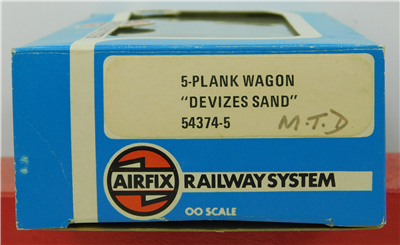 5-PLANK WAGON
"DEVIZES SAND"
54374-5
M.T.D
AIRFIX RAILWAY SYSTEM
OO SCALE